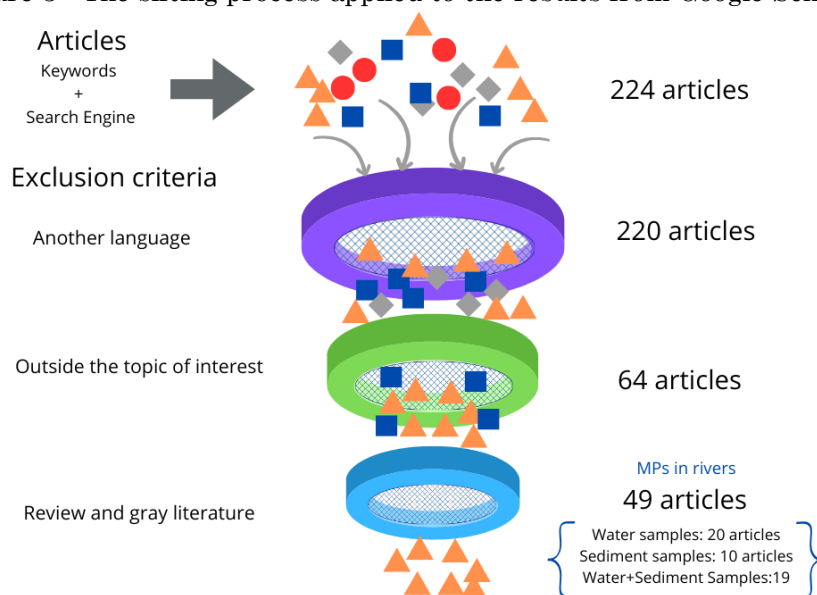 Articles
Keywords
+
Search Engine
224 articles
Exclusion criteria
Another language
220 articles
Outside the topic of interest
64 articles
MPs in rivers
49 articles
Review and gray literature
Water samples: 20 articles
Sediment samples: 10 articles
Water+Sediment Samples:19